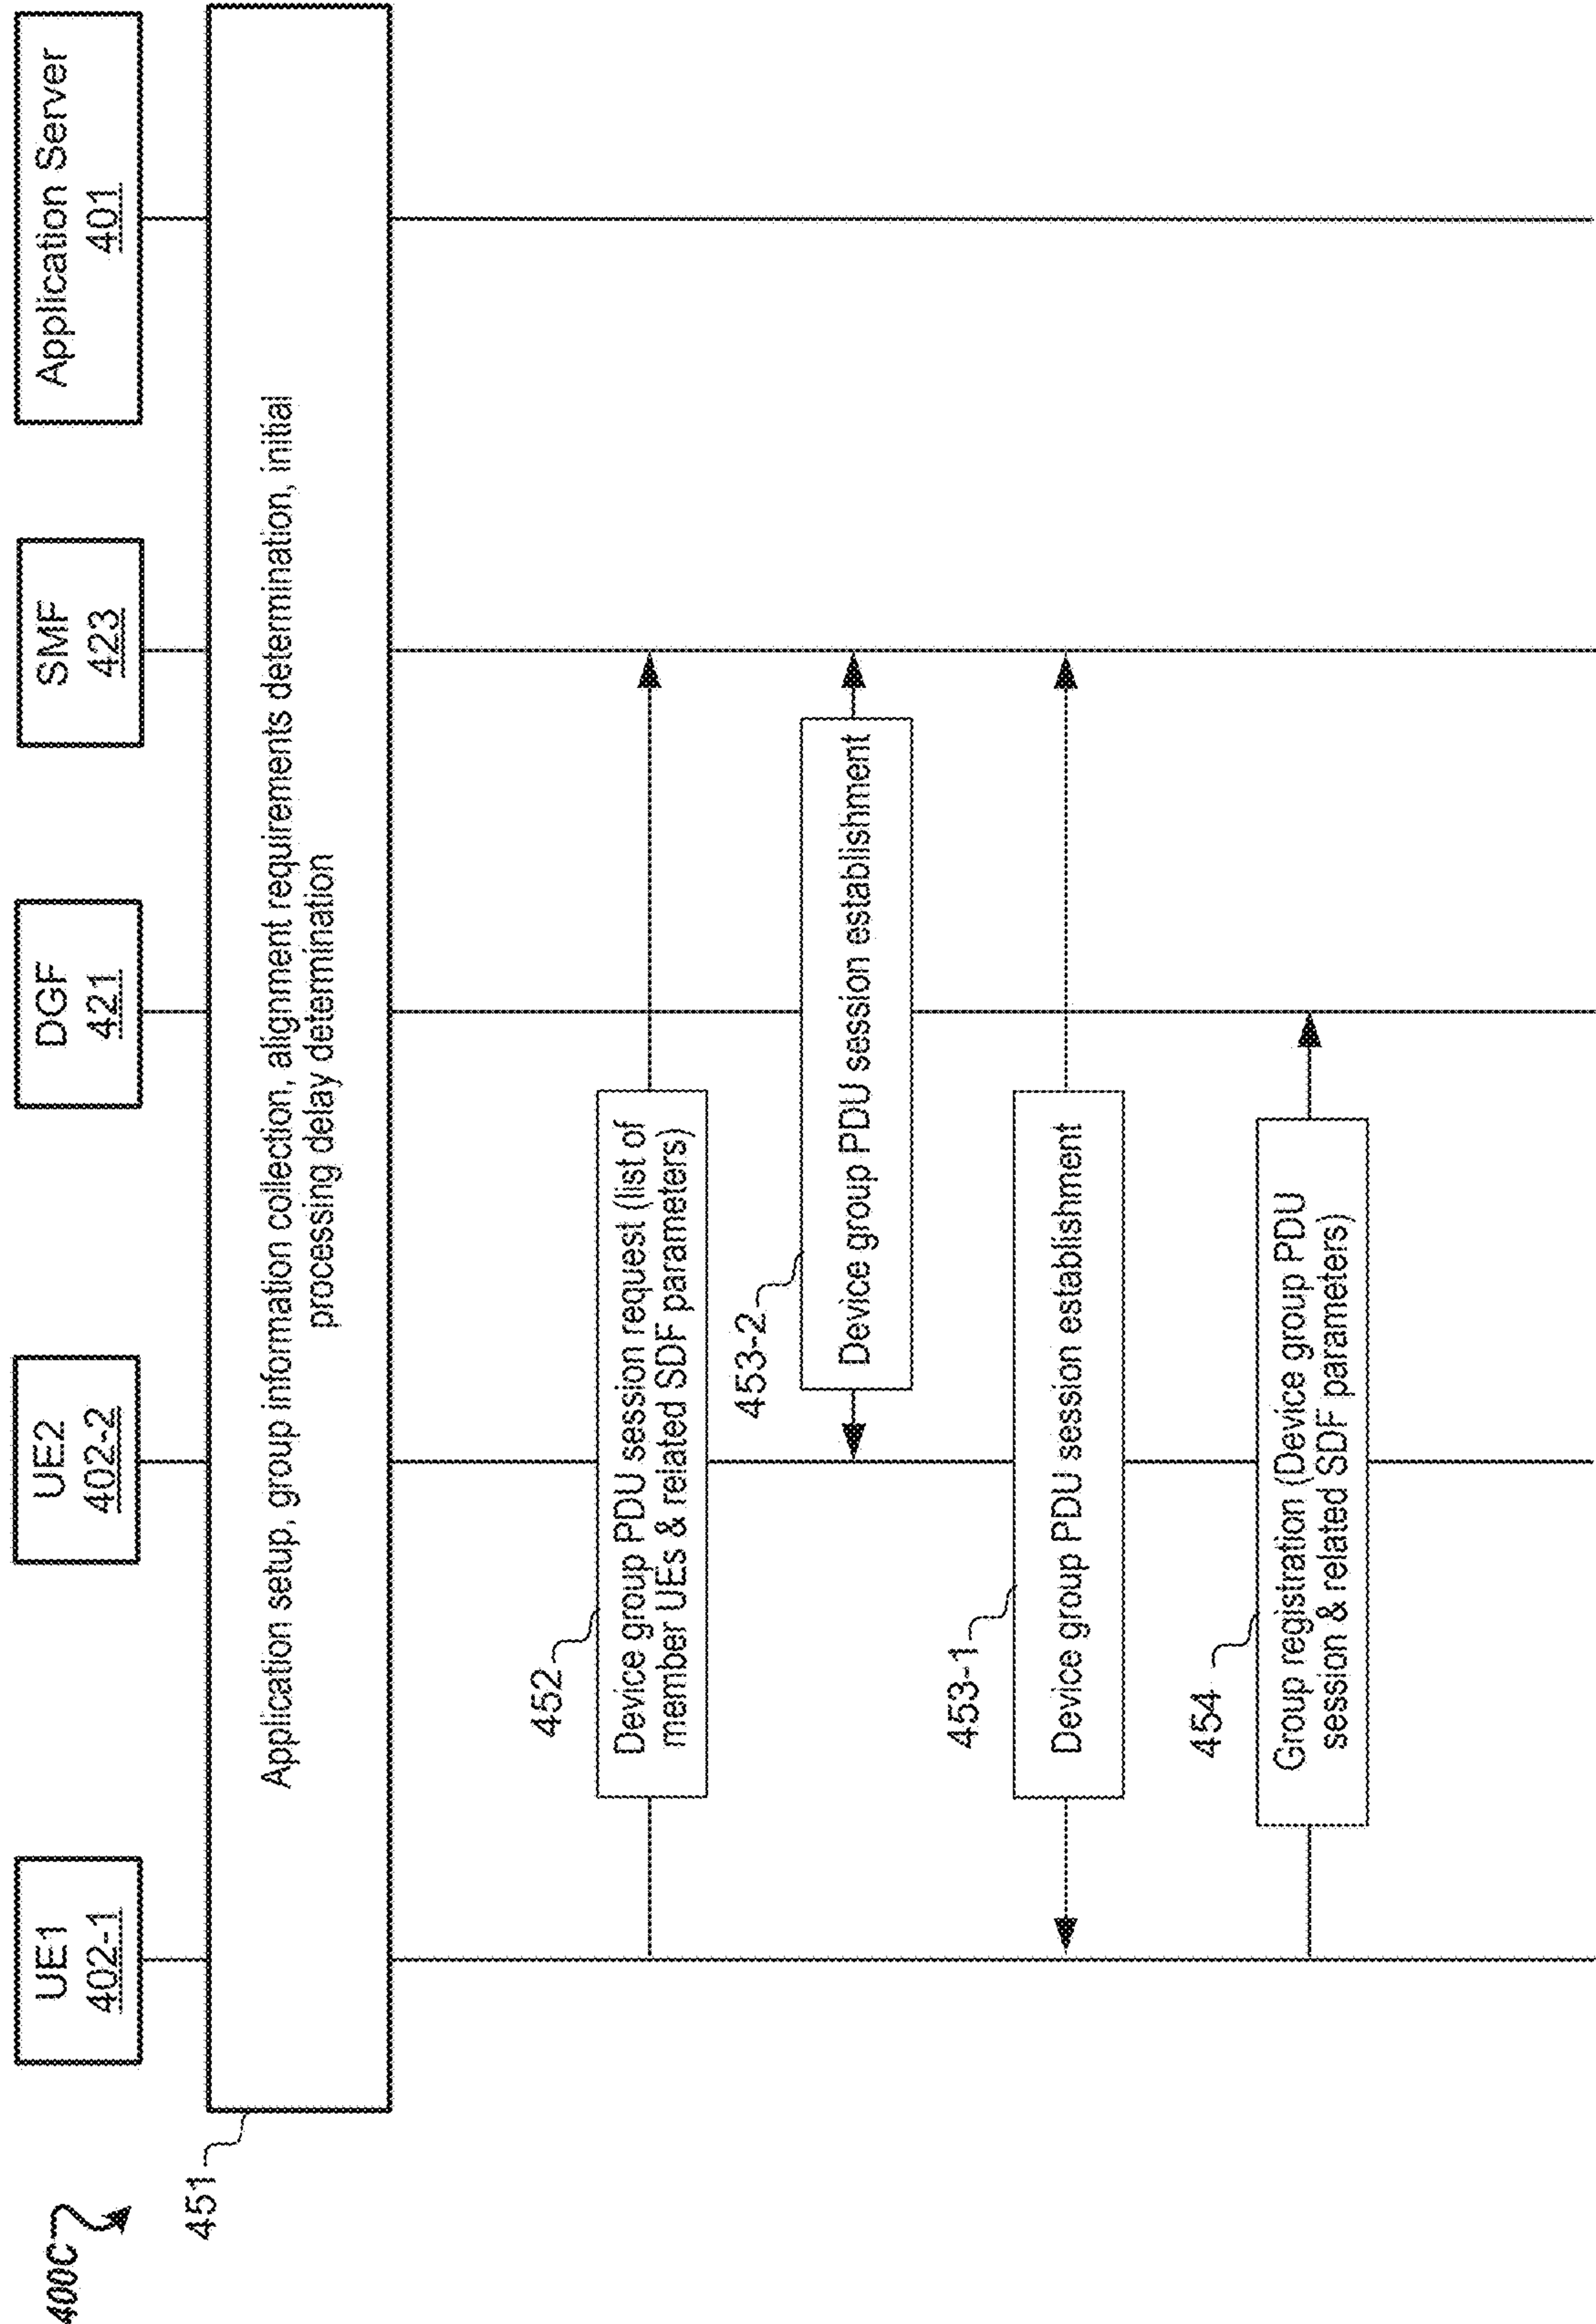 400C
UE1
402-1
UE2
402-2
DGF
421
SMF
423
Application Server
401
451
Application setup, group information collection, alignment requirements determination, initial
processing delay determination
452
Device group PDU session request (list of
member UEs & related SDF parameters)
453-2
Device group PDU session establishment
453-1
Device group PDU session establishment
454
Group registration (Device group PDU
session & related SDF parameters)